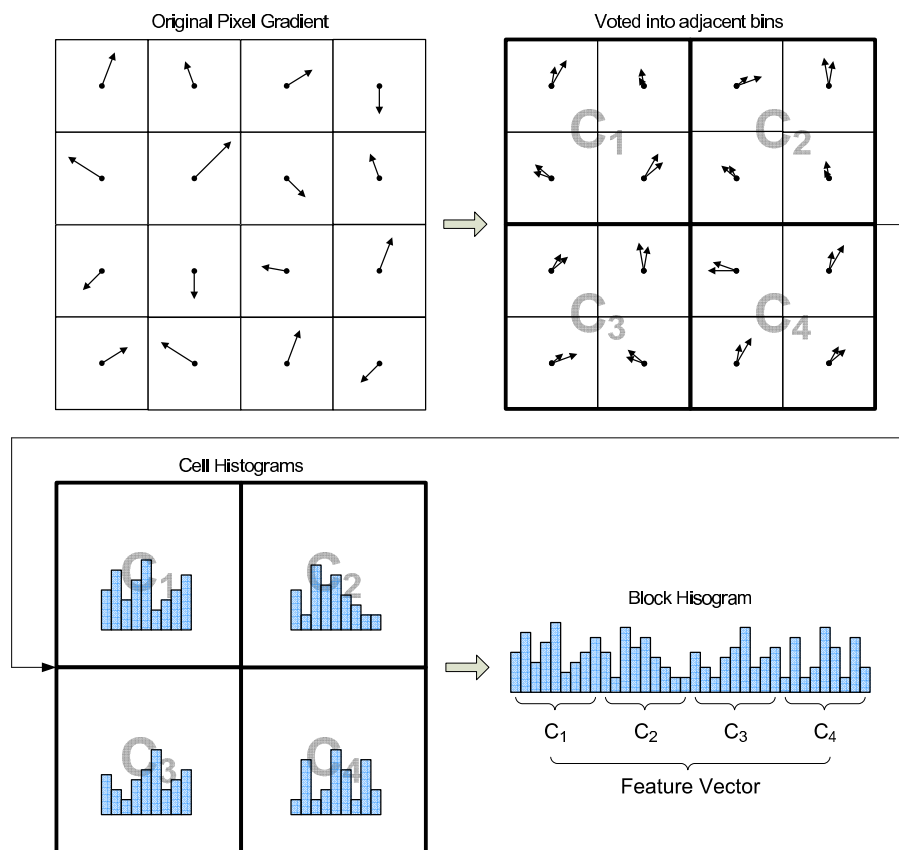 Original Pixel Gradient
Voted into adjacent bins
C1
C2
C3
C4
Cell Histograms
C1
C2
C3
C4
Block Hisogram
C1
C2
C3
C4
Feature Vector